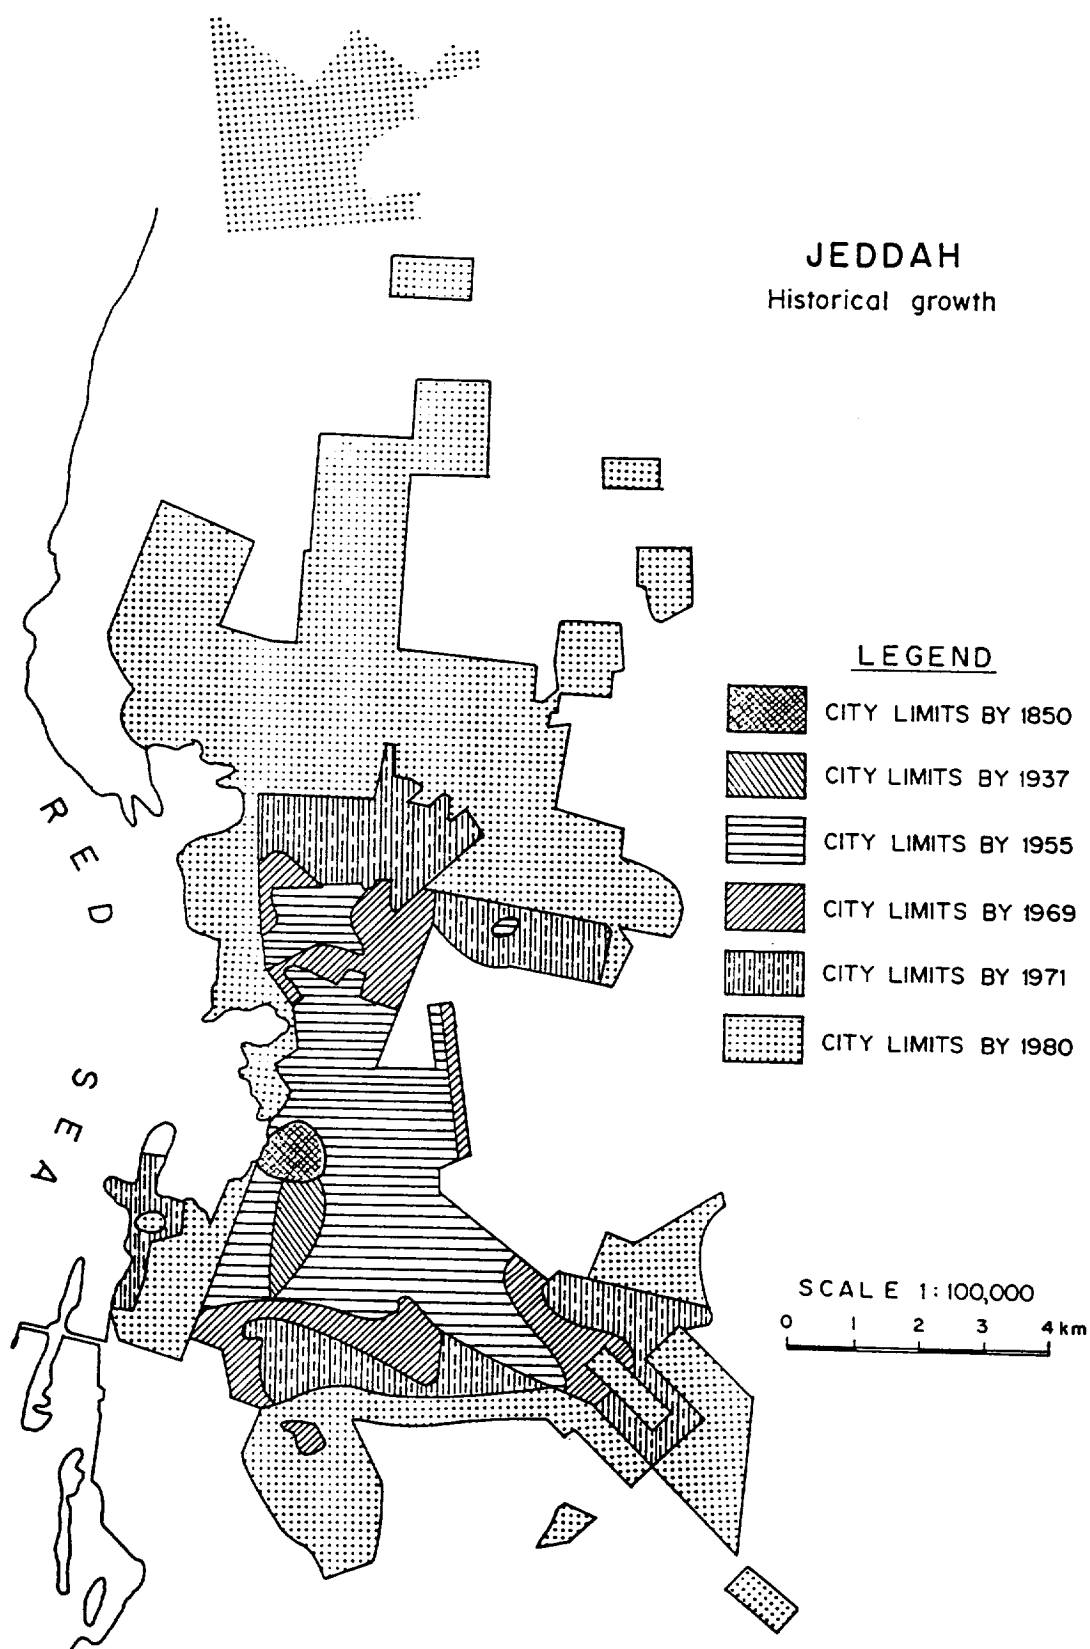 JEDDAH
Historical growth
LEGEND
CITY LIMITS BY 1850
CITY LIMITS BY 1937
CITY LIMITS BY 1955
CITY LIMITS BY 1969
CITY LIMITS BY 1971
CITY LIMITS BY 1980
RED SEA
SCALE 1:100,000
0 1 2 3 4 km